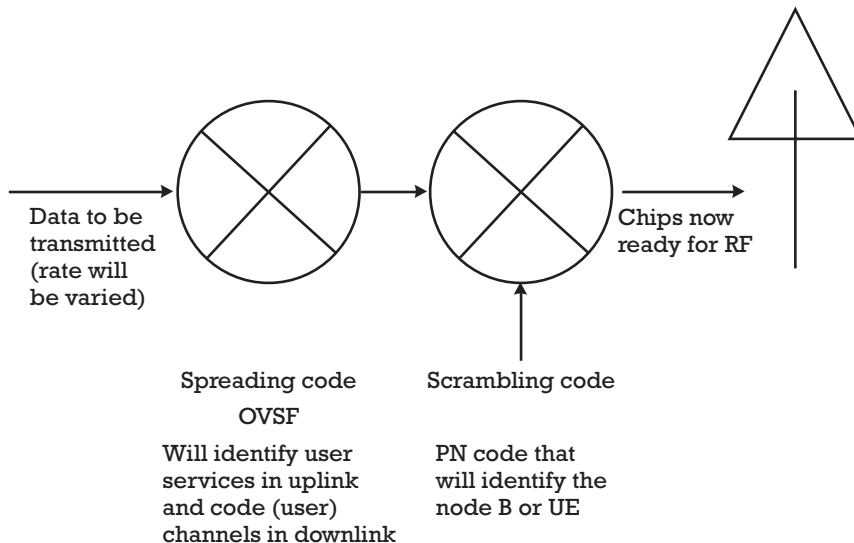 Data to be
transmitted
(rate will
be varied)
Chips now
ready for RF
Spreading code
OVSF
Will identify user
services in uplink
and code (user)
channels in downlink
Scrambling code
PN code that
will identify the
node B or UE